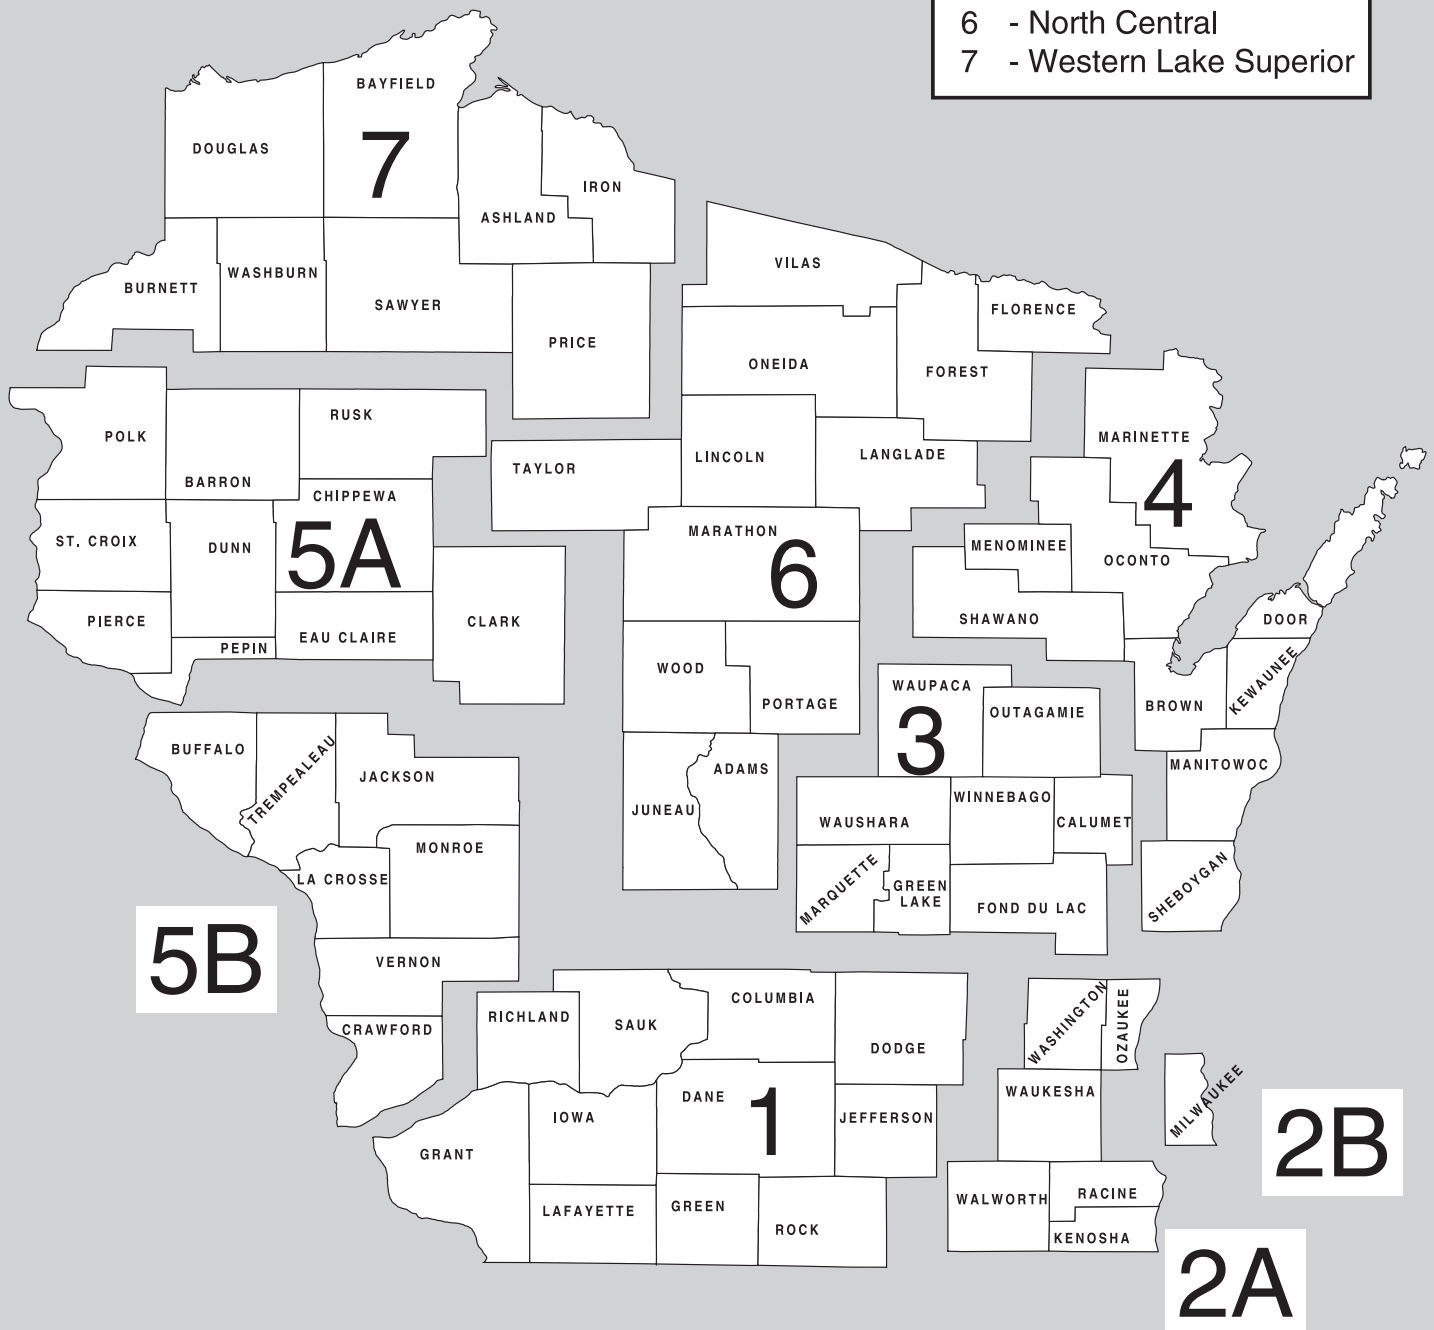 6 - North Central
7 - Western Lake Superior
BAYFIELD
DOUGLAS
7
IRON
ASHLAND
WASHBURN
BURNETT
SAWYER
PRICE
VILAS
FLORENCE
ONEIDA
FOREST
RUSK
POLK
BARRON
CHIPPEWA
TAYLOR
LINCOLN
LANGLADE
MARINETTE
4
ST. CROIX
DUNN
5A
MARATHON
6
MENOMINEE
OCONTO
PIERCE
PEPIN
EAU CLAIRE
CLARK
SHAWANO
DOOR
WOOD
PORTAGE
WAUPACA
OUTAGAMIE
3
BROWN
KEWAUNEE
BUFFALO
TREMPEALEAU
JACKSON
JUNEAU
ADAMS
WINNEBAGO
MANITOWOC
WAUSHARA
CALUMET
MONROE
LA CROSSE
MARQUETTE
GREEN
LAKE
FOND DU LAC
SHEBOYGAN
5B
VERNON
CRAWFORD
RICHLAND
SAUK
COLUMBIA
DODGE
WASHINGTON
OZAUKEE
DANE
1
IOWA
JEFFERSON
WAUKESHA
MILWAUKEE
2B
GRANT
LAFAYETTE
GREEN
ROCK
WALWORTH
RACINE
KENOSHA
2A